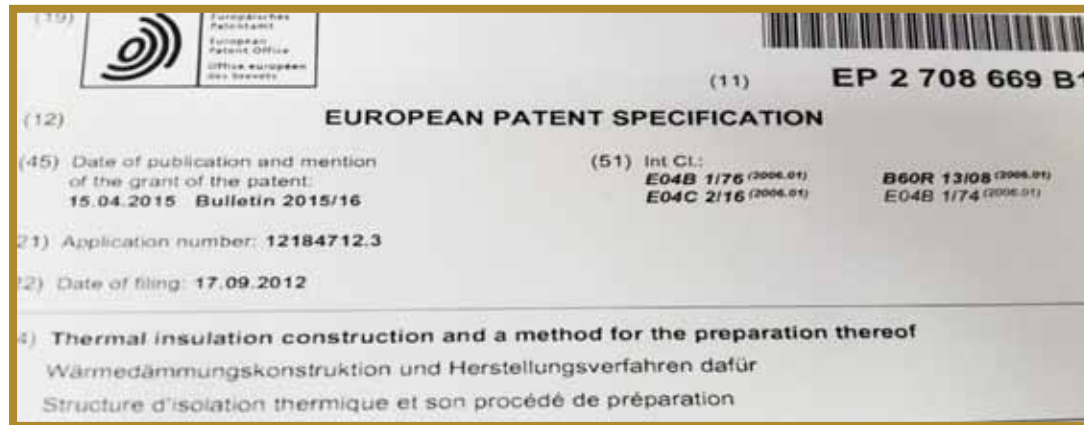 (19)
Europäisches
Patentamt
European
Patent Office
Office européen
des brevets
(11) EP 2 708 669 B1
(12) EUROPEAN PATENT SPECIFICATION
(45) Date of publication and mention
of the grant of the patent:
15.04.2015 Bulletin 2015/16
(51) Int Cl.:
E04B 1/76 (2006.01) B60R 13/08 (2006.01)
E04C 2/16 (2006.01) E04B 1/74 (2006.01)
21) Application number: 12184712.3
22) Date of filing: 17.09.2012
4) Thermal insulation construction and a method for the preparation thereof
Wärmedämmungskonstruktion und Herstellungsverfahren dafür
Structure d'isolation thermique et son procédé de préparation